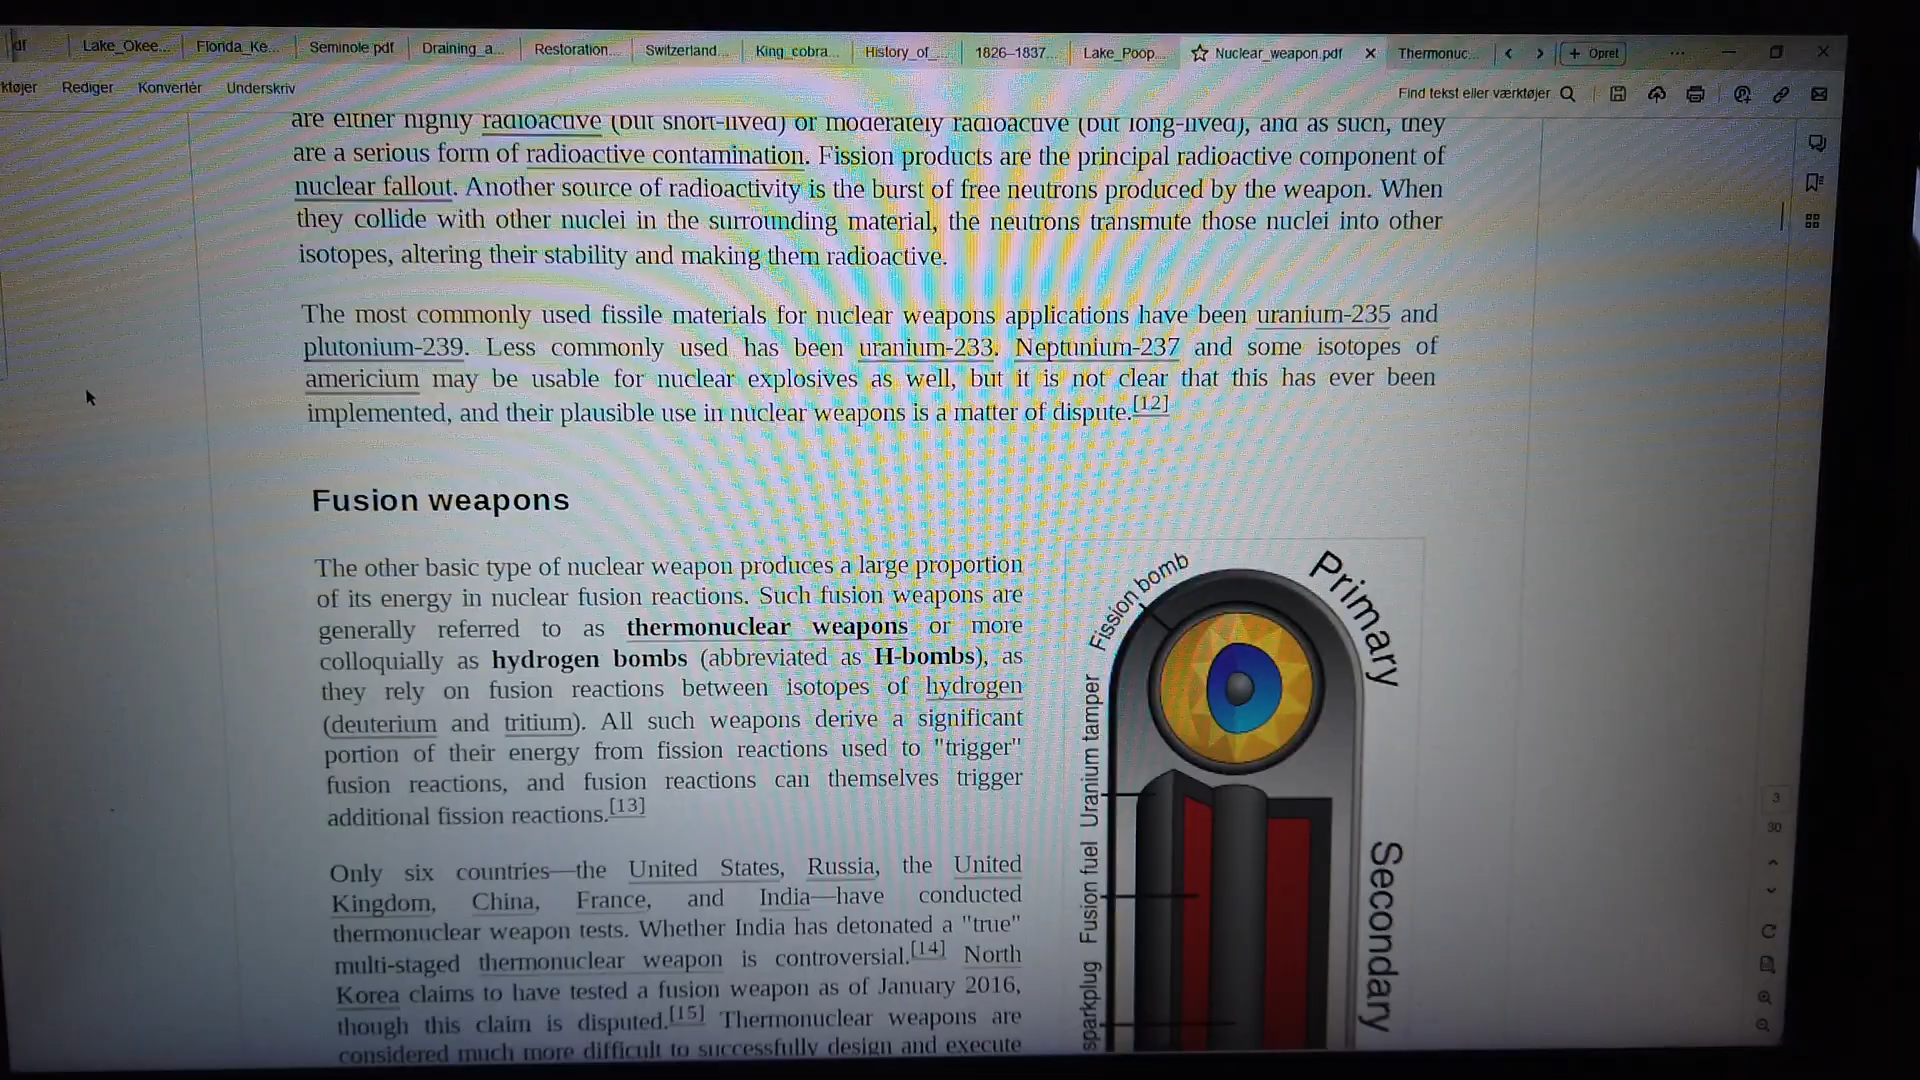 df
Lake_Okee...
Florida_Ke...
Seminole.pdf
Draining_a...
Restoration...
Switzerland...
King_cobra...
History_of_...
1826–1837...
Lake_Poop...
Nuclear_weapon.pdf
Thermonuc...
Opret
ktøjer
Rediger
Konvertér
Underskriv
Find tekst eller værktøjer
are either highly radioactive (but short-lived) or moderately radioactive (but long-lived), and as such, they
are a serious form of radioactive contamination. Fission products are the principal radioactive component of
nuclear fallout. Another source of radioactivity is the burst of free neutrons produced by the weapon. When
they collide with other nuclei in the surrounding material, the neutrons transmute those nuclei into other
isotopes, altering their stability and making them radioactive.
The most commonly used fissile materials for nuclear weapons applications have been uranium-235 and
plutonium-239. Less commonly used has been uranium-233. Neptunium-237 and some isotopes of
americium may be usable for nuclear explosives as well, but it is not clear that this has ever been
implemented, and their plausible use in nuclear weapons is a matter of dispute.[12]
Fusion weapons
The other basic type of nuclear weapon produces a large proportion
of its energy in nuclear fusion reactions. Such fusion weapons are
generally referred to as thermonuclear weapons or more
colloquially as hydrogen bombs (abbreviated as H-bombs), as
they rely on fusion reactions between isotopes of hydrogen
(deuterium and tritium). All such weapons derive a significant
portion of their energy from fission reactions used to "trigger"
fusion reactions, and fusion reactions can themselves trigger
additional fission reactions.[13]
Only six countries—the United States, Russia, the United
Kingdom, China, France, and India—have conducted
thermonuclear weapon tests. Whether India has detonated a "true"
multi-staged thermonuclear weapon is controversial.[14] North
Korea claims to have tested a fusion weapon as of January 2016,
though this claim is disputed.[15] Thermonuclear weapons are
considered much more difficult to successfully design and execute
Fission bomb
Primary
Uranium tamper
Fusion fuel
sparkplug
Secondary
3
30